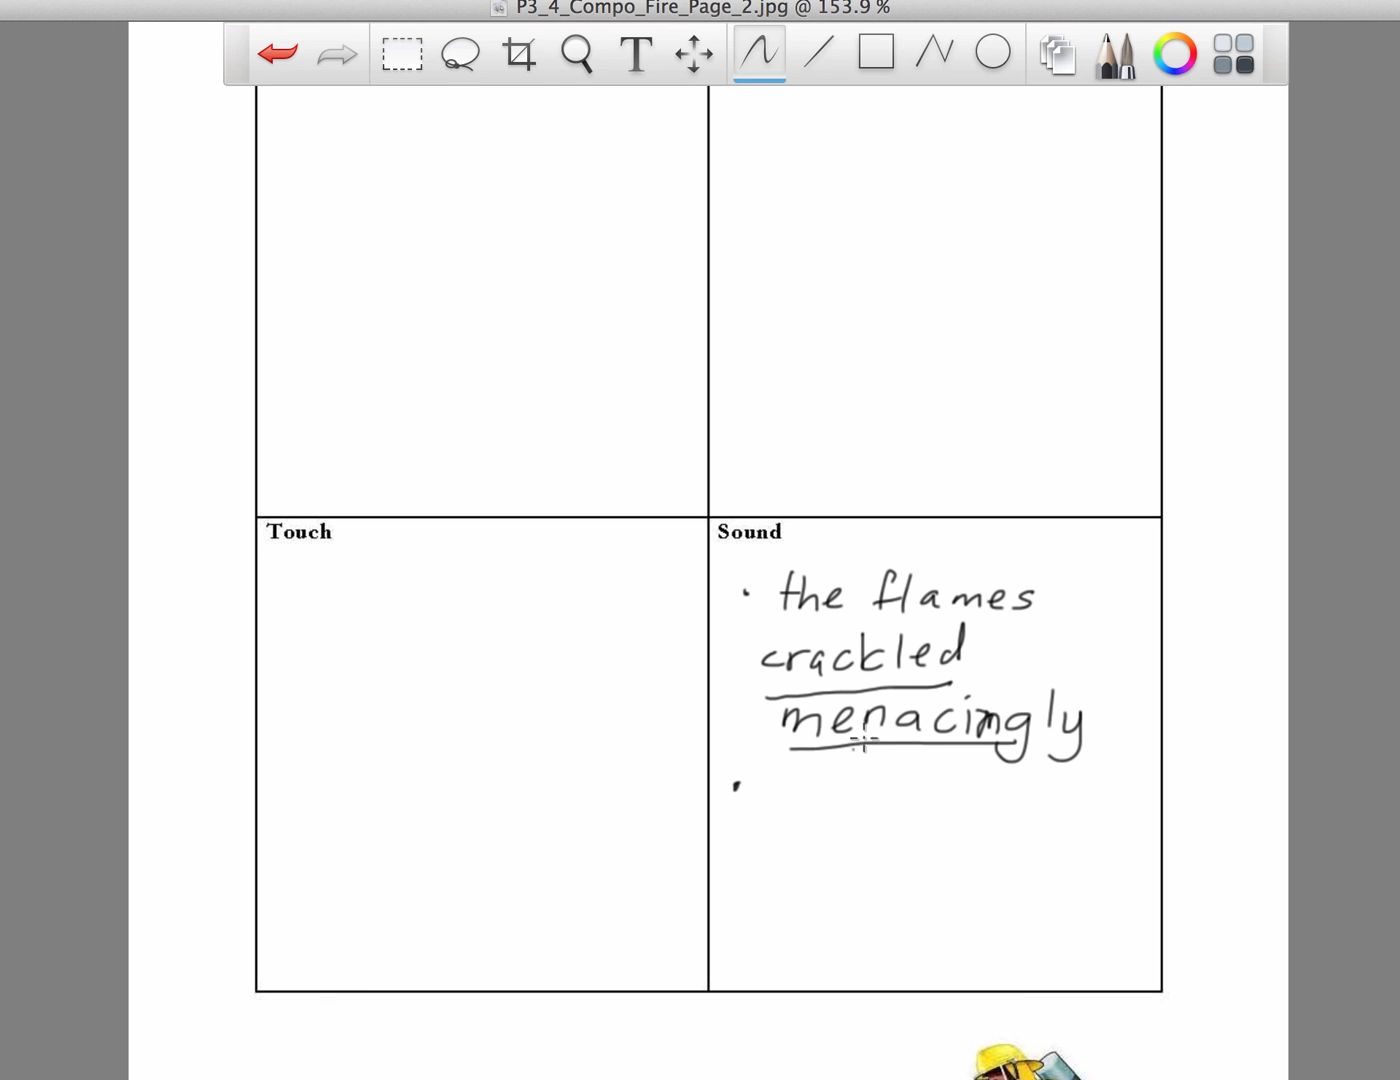 P3_4_Compo_Fire_Page_2.jpg @ 153.9 %
T
Touch
Sound
· the flames
crackled
menacingly
·